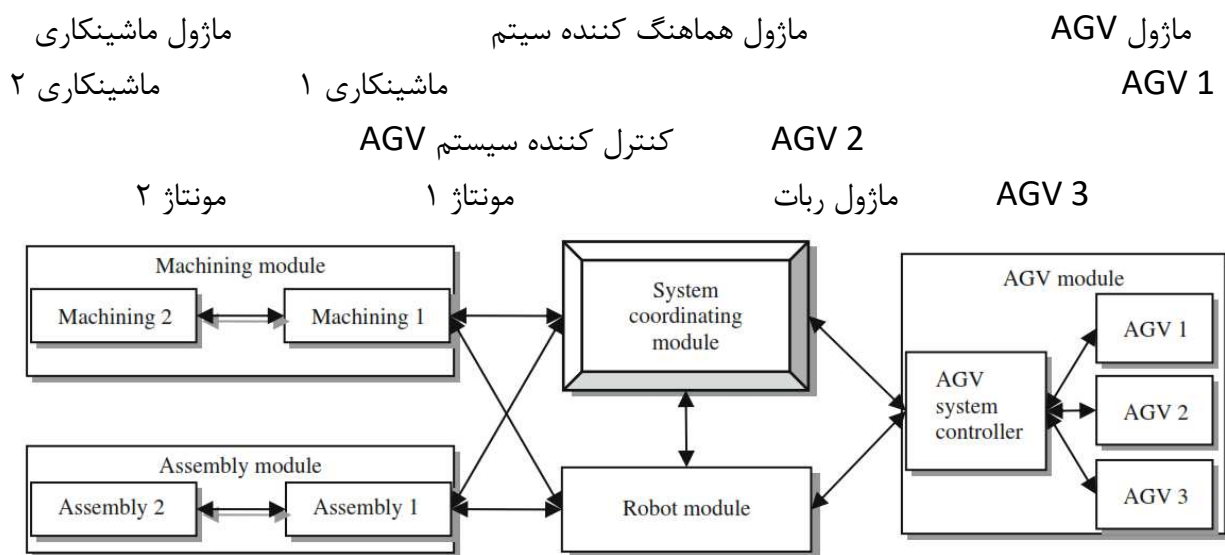 ماژول AGV ماژول هماهنگ کننده سیتم ماژول ماشینکاری
AGV 1 ماشینکاری ۱ ماشینکاری ۲
AGV 2 کنترل کننده سیستم AGV
AGV 3 ماژول ربات مونتاژ ۱ مونتاژ ۲
Machining module
Machining 2
Machining 1
System
coordinating
module
AGV module
AGV
system
controller
AGV 1
AGV 2
AGV 3
Assembly module
Assembly 2
Assembly 1
Robot module